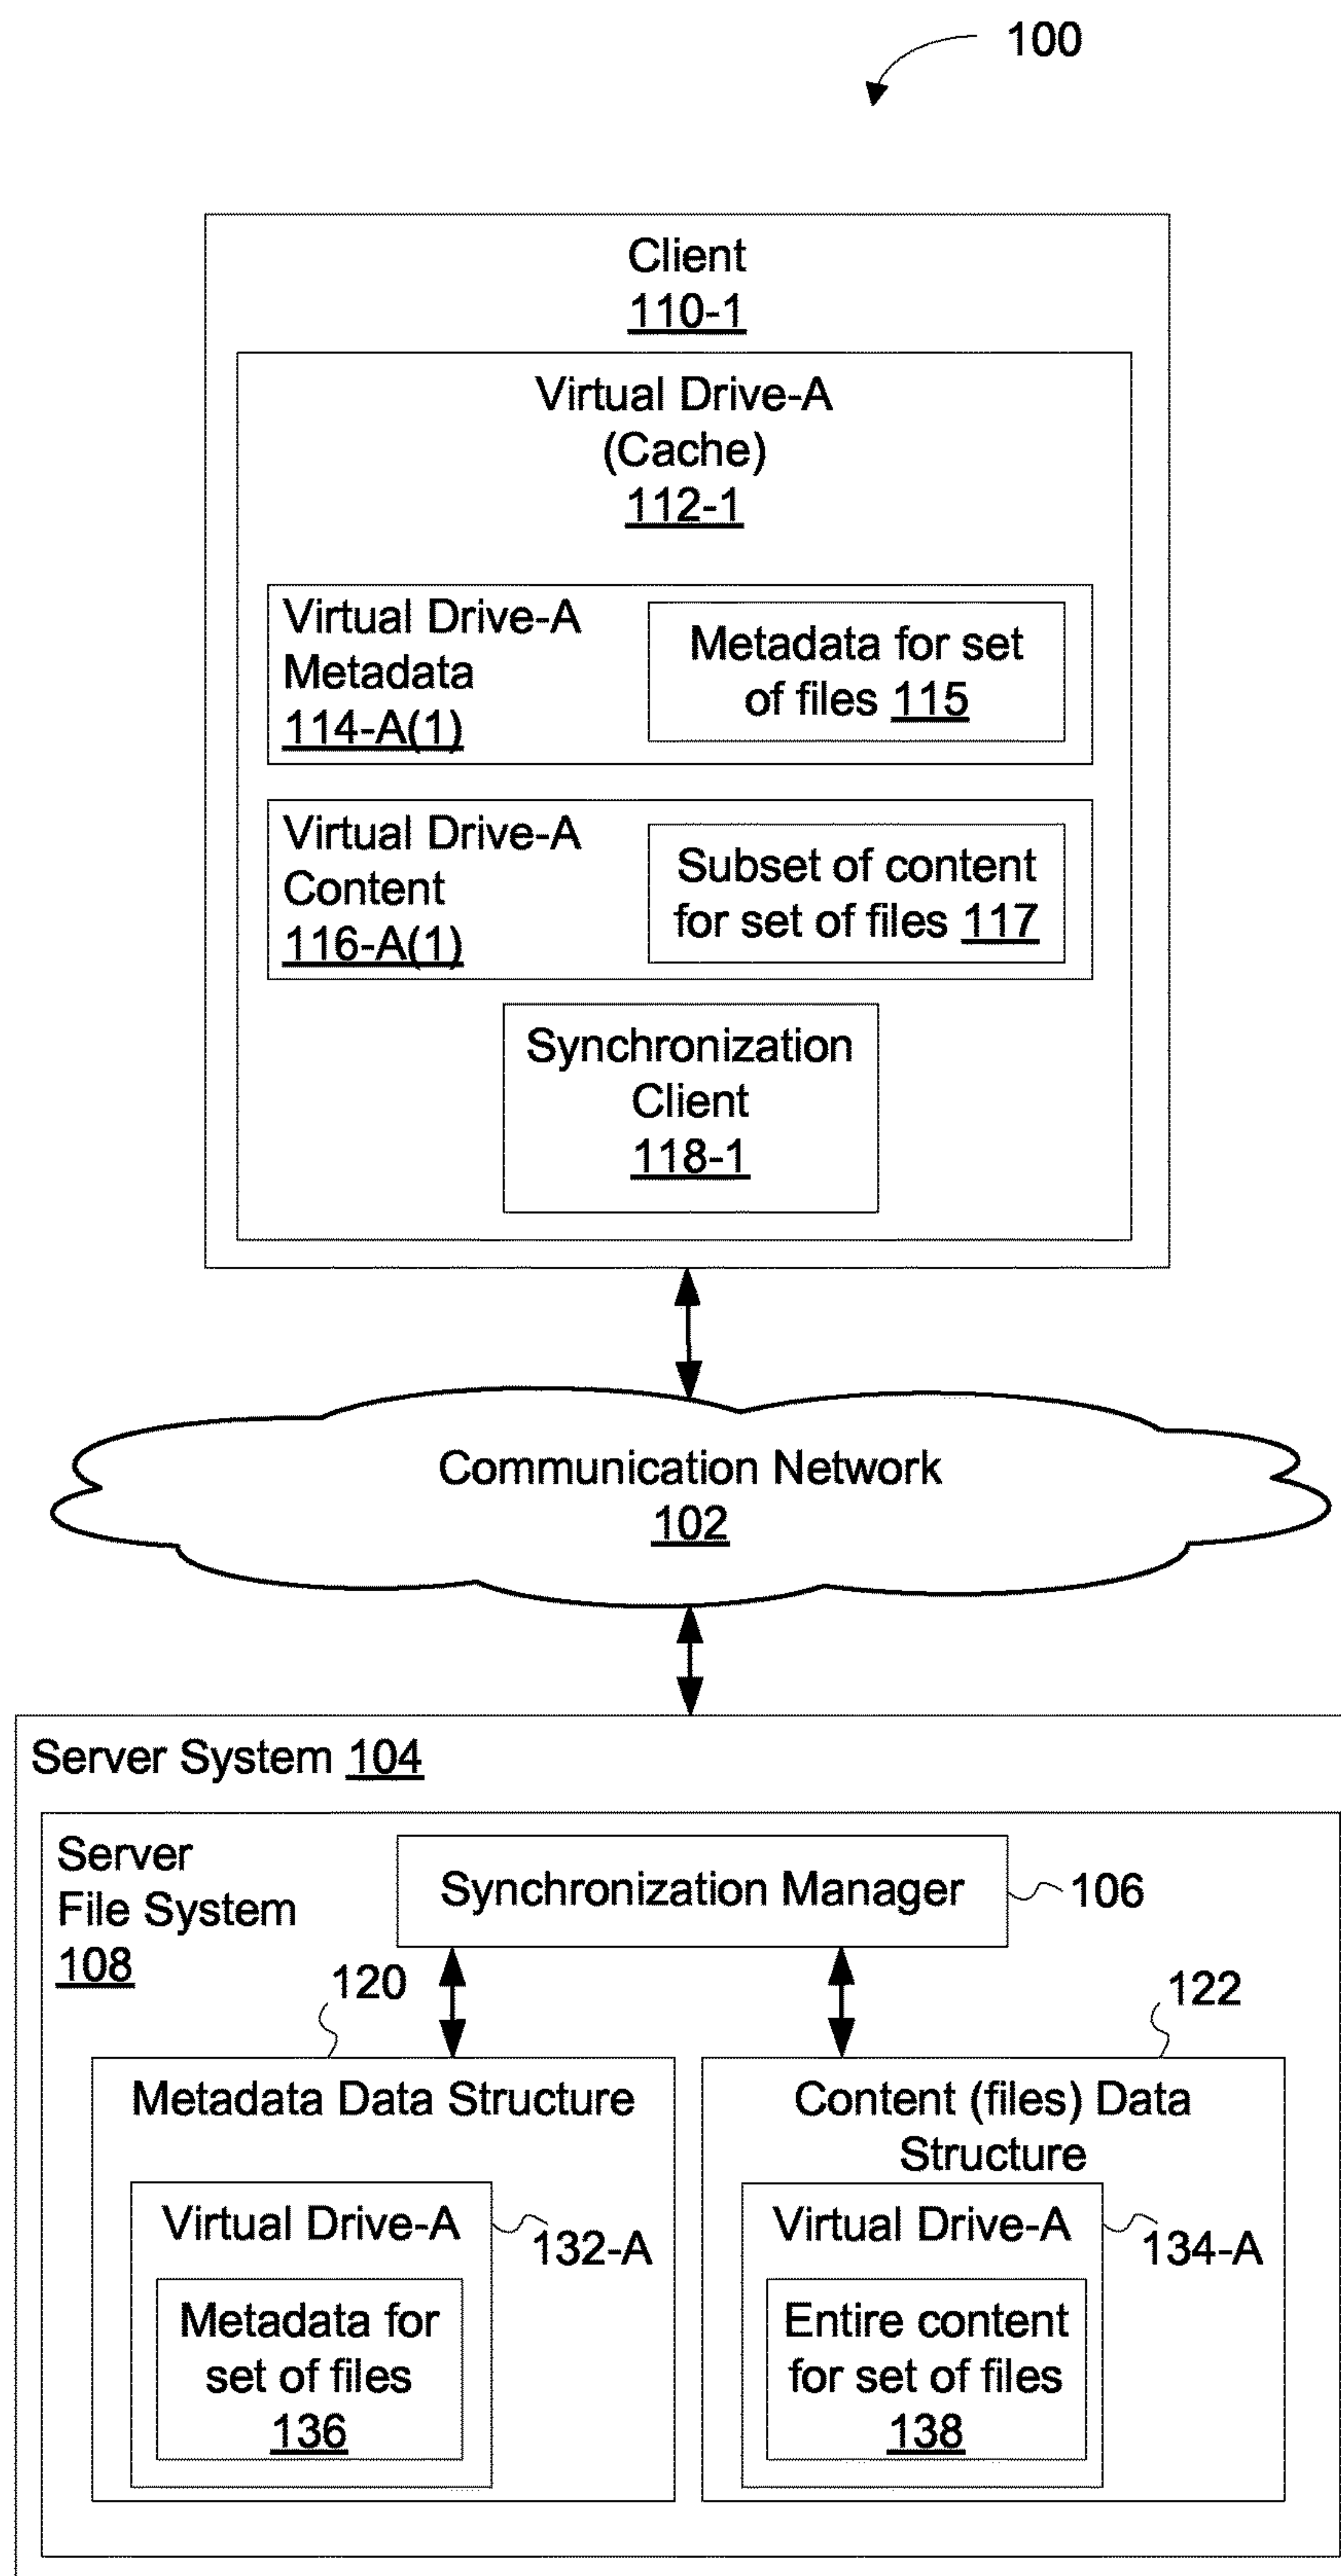 100
Client
110-1
Virtual Drive-A
(Cache)
112-1
Virtual Drive-A
Metadata
114-A(1)
Metadata for set
of files 115
Virtual Drive-A
Content
116-A(1)
Subset of content
for set of files 117
Synchronization
Client
118-1
Communication Network
102
Server System 104
Server
File System
108
Synchronization Manager
106
120
122
Metadata Data Structure
Virtual Drive-A
132-A
Metadata for
set of files
136
Content (files) Data
Structure
Virtual Drive-A
134-A
Entire content
for set of files
138